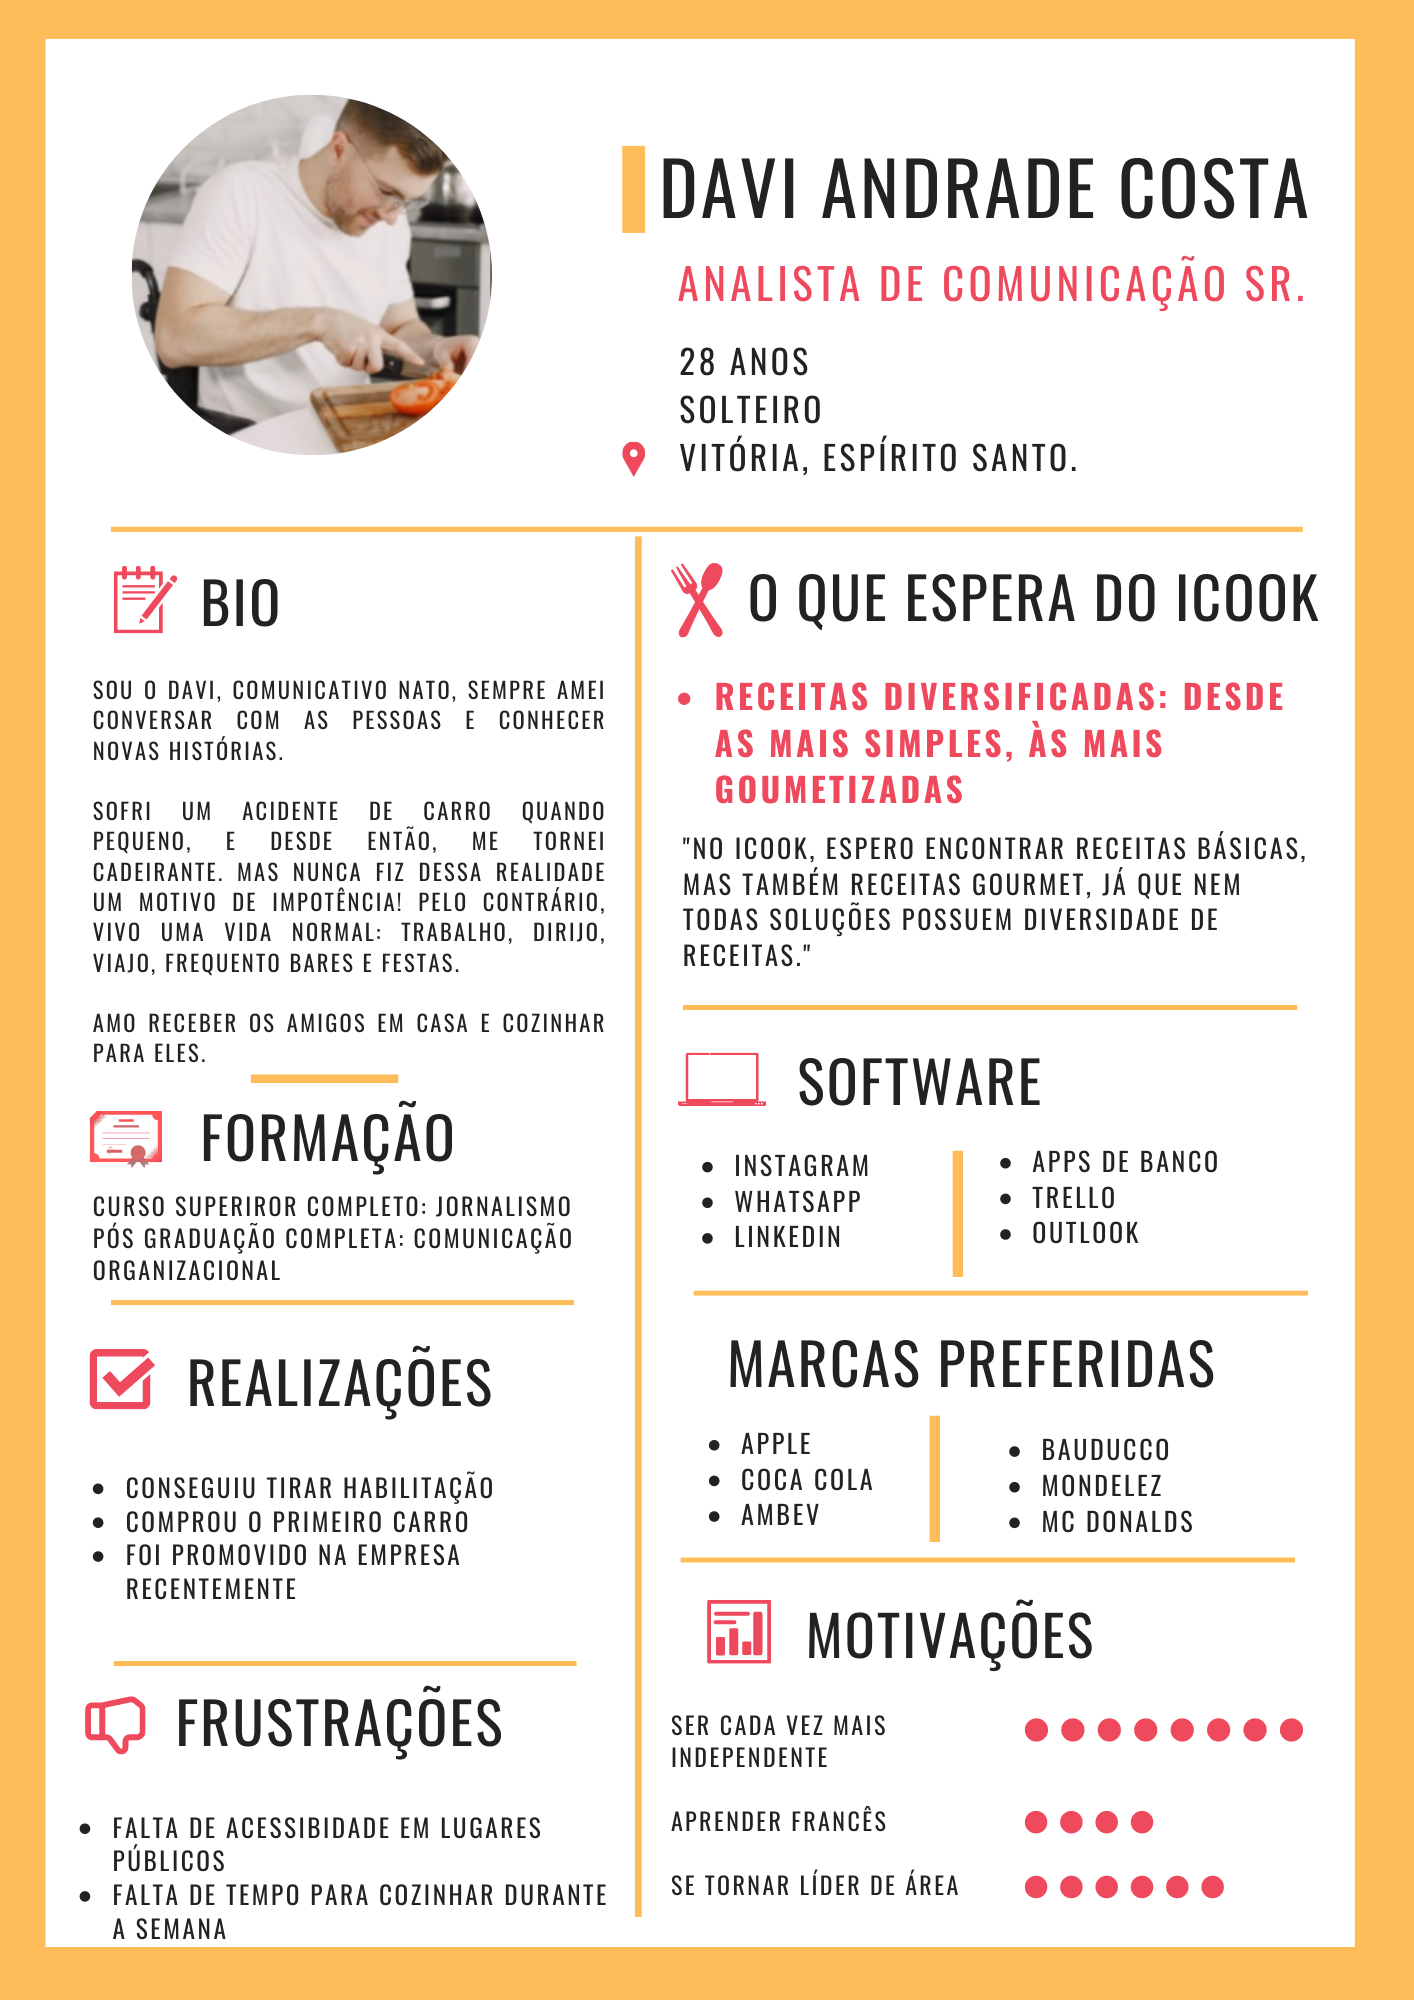 DAVI ANDRADE COSTA
ANALISTA DE COMUNICAÇÃO SR.
28 ANOS
SOLTEIRO
VITÓRIA, ESPÍRITO SANTO.
BIO
SOU O DAVI, COMUNICATIVO NATO, SEMPRE AMEI
CONVERSAR COM AS PESSOAS E CONHECER
NOVAS HISTÓRIAS.
SOFRI UM ACIDENTE DE CARRO QUANDO
PEQUENO, E DESDE ENTÃO, ME TORNEI
CADEIRANTE. MAS NUNCA FIZ DESSA REALIDADE
UM MOTIVO DE IMPOTÊNCIA! PELO CONTRÁRIO,
VIVO UMA VIDA NORMAL: TRABALHO, DIRIJO,
VIAJO, FREQUENTO BARES E FESTAS.
AMO RECEBER OS AMIGOS EM CASA E COZINHAR
PARA ELES.
FORMAÇÃO
CURSO SUPERIROR COMPLETO: JORNALISMO
PÓS GRADUAÇÃO COMPLETA: COMUNICAÇÃO
ORGANIZACIONAL
REALIZAÇÕES
• CONSEGUIU TIRAR HABILITAÇÃO
• COMPROU O PRIMEIRO CARRO
• FOI PROMOVIDO NA EMPRESA
RECENTEMENTE
FRUSTRAÇÕES
• FALTA DE ACESSIBIDADE EM LUGARES
PÚBLICOS
• FALTA DE TEMPO PARA COZINHAR DURANTE
A SEMANA
O QUE ESPERA DO ICOOK
• RECEITAS DIVERSIFICADAS: DESDE
AS MAIS SIMPLES, ÀS MAIS
GOUMETIZADAS
"NO ICOOK, ESPERO ENCONTRAR RECEITAS BÁSICAS,
MAS TAMBÉM RECEITAS GOURMET, JÁ QUE NEM
TODAS SOLUÇÕES POSSUEM DIVERSIDADE DE
RECEITAS."
SOFTWARE
• INSTAGRAM
• WHATSAPP
• LINKEDIN
• APPS DE BANCO
• TRELLO
• OUTLOOK
MARCAS PREFERIDAS
• APPLE
• COCA COLA
• AMBEV
• BAUDUCCO
• MONDELEZ
• MC DONALDS
MOTIVAÇÕES
SER CADA VEZ MAIS
INDEPENDENTE
APRENDER FRANCÊS
SE TORNAR LÍDER DE ÁREA